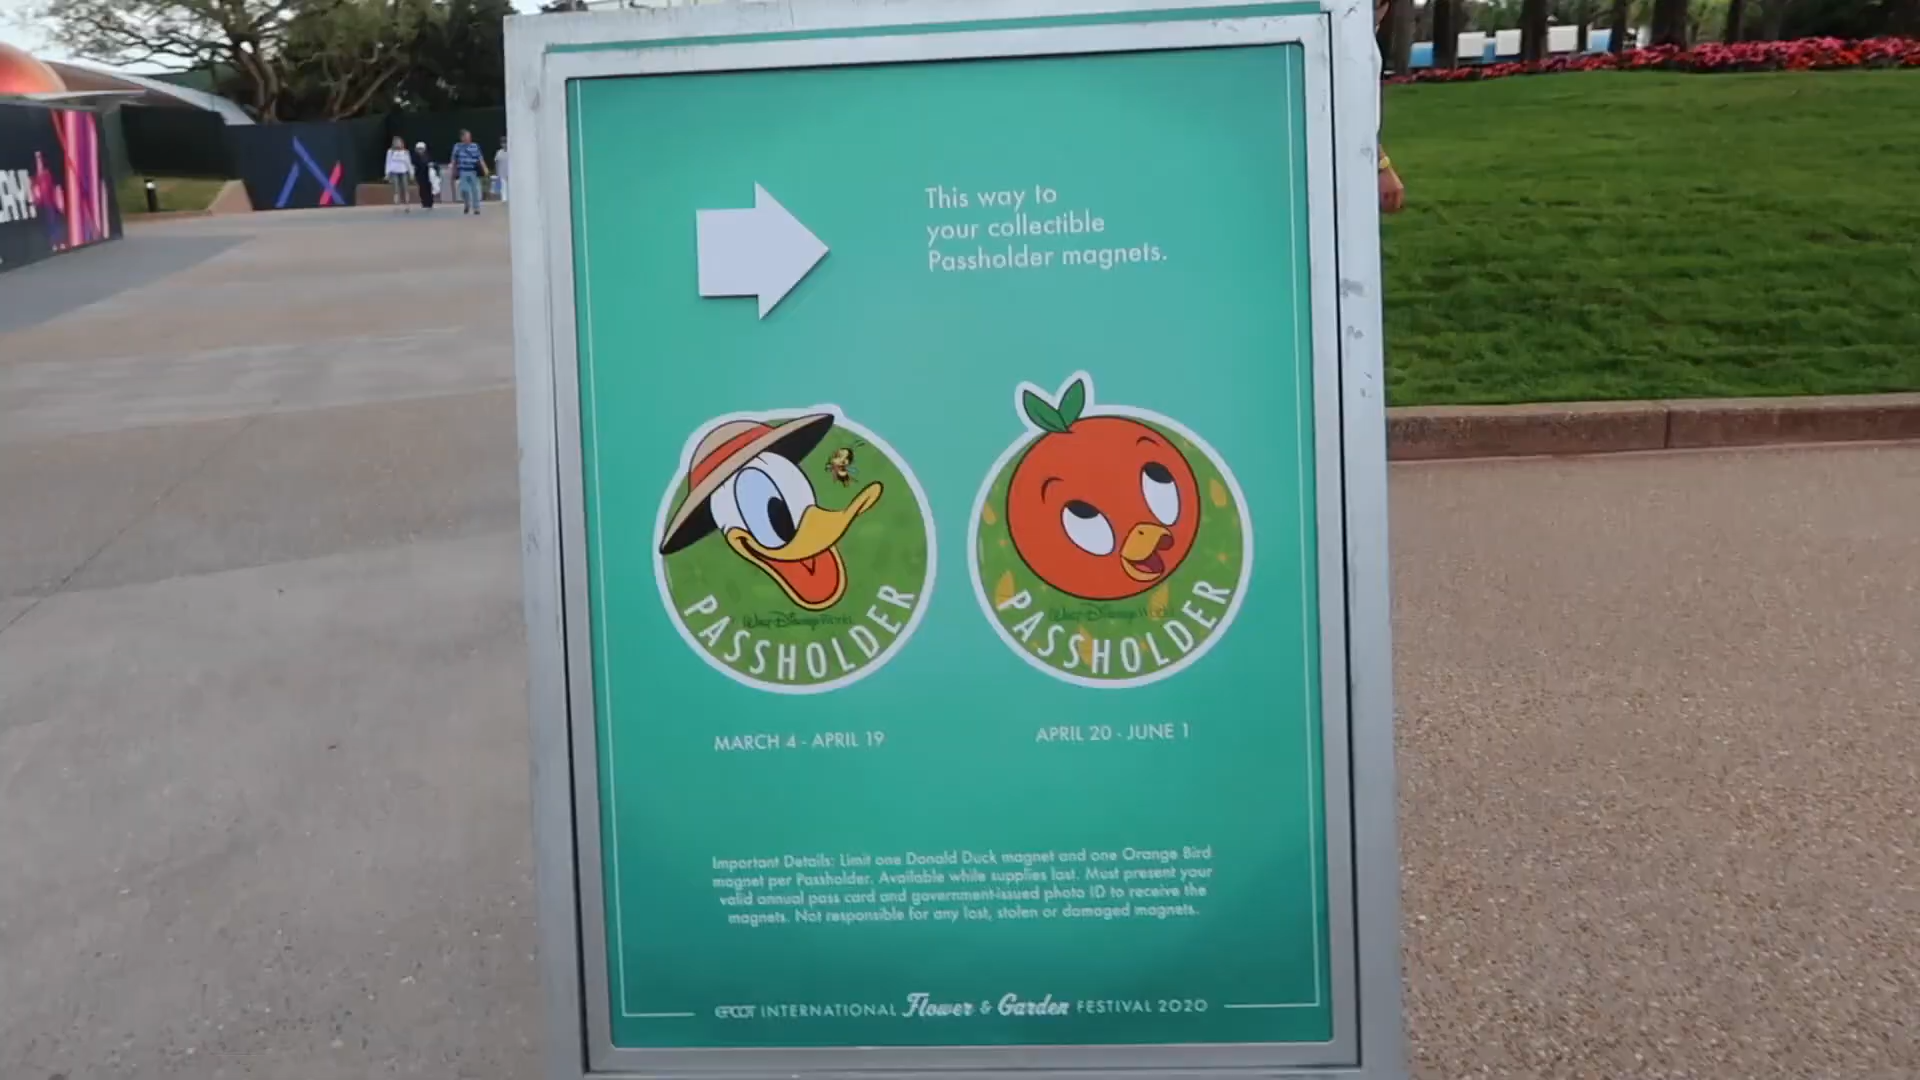 This way to
your collectible
Passholder magnets.
Walt Disney World
PASSHOLDER
Walt Disney World
PASSHOLDER
MARCH 4 - APRIL 19
APRIL 20 - JUNE 1
Important Details: Limit one Donald Duck magnet and one Orange Bird
magnet per Passholder. Available while supplies last. Must present your
valid annual pass card and government-issued photo ID to receive the
magnets. Not responsible for any lost, stolen or damaged magnets.
EPCOT INTERNATIONAL Flower & Garden FESTIVAL 2020